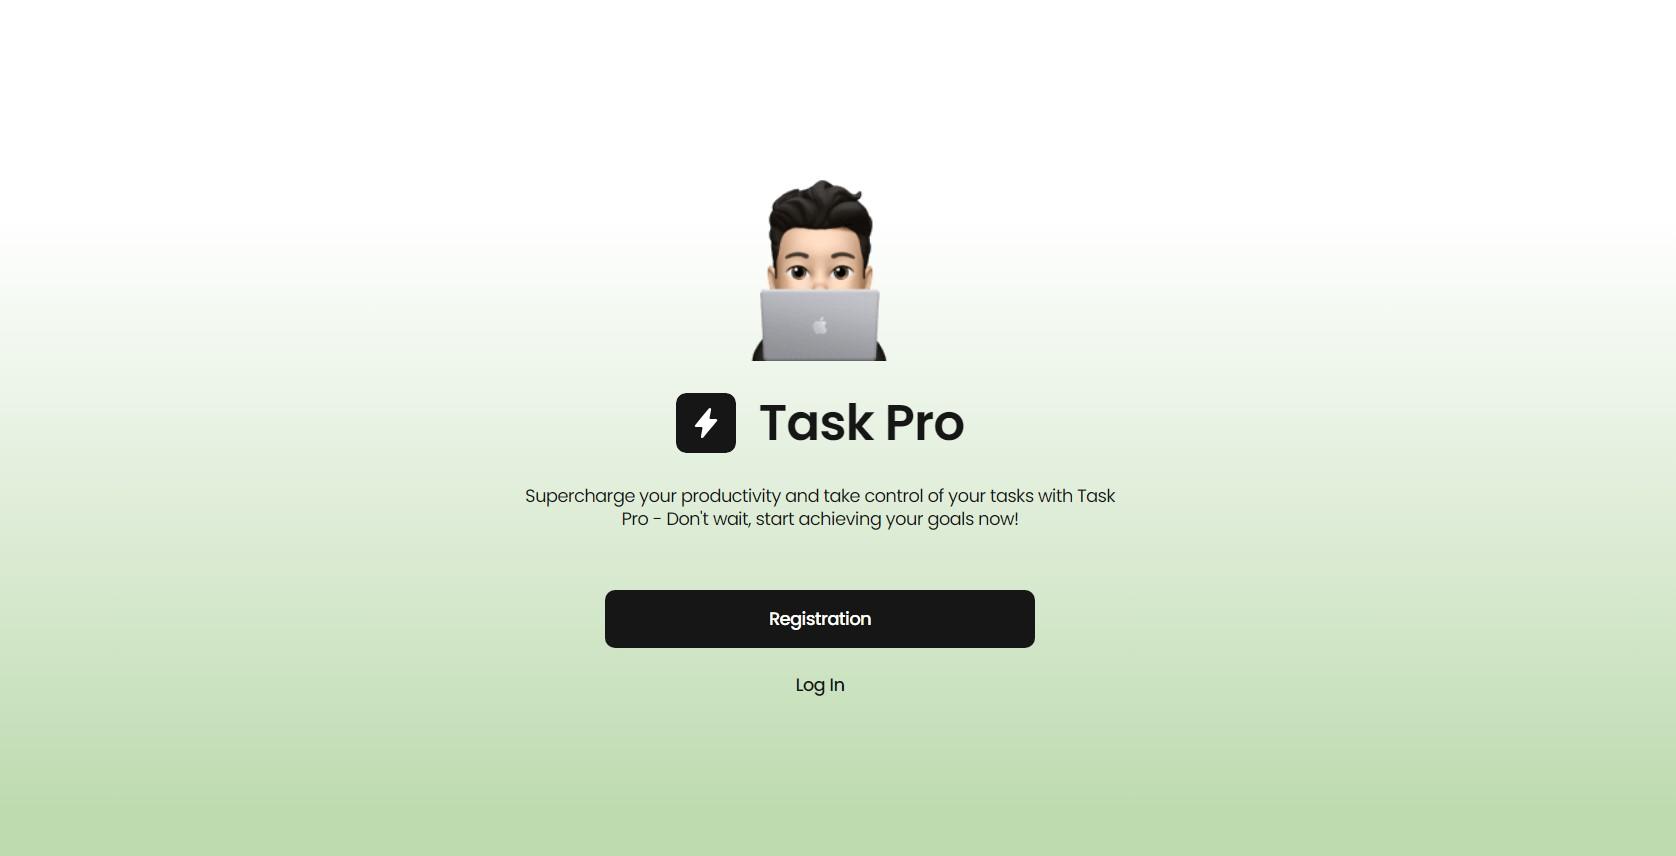 Task Pro
Supercharge your productivity and take control of your tasks with Task
Pro - Don't wait, start achieving your goals now!
Registration
Log In